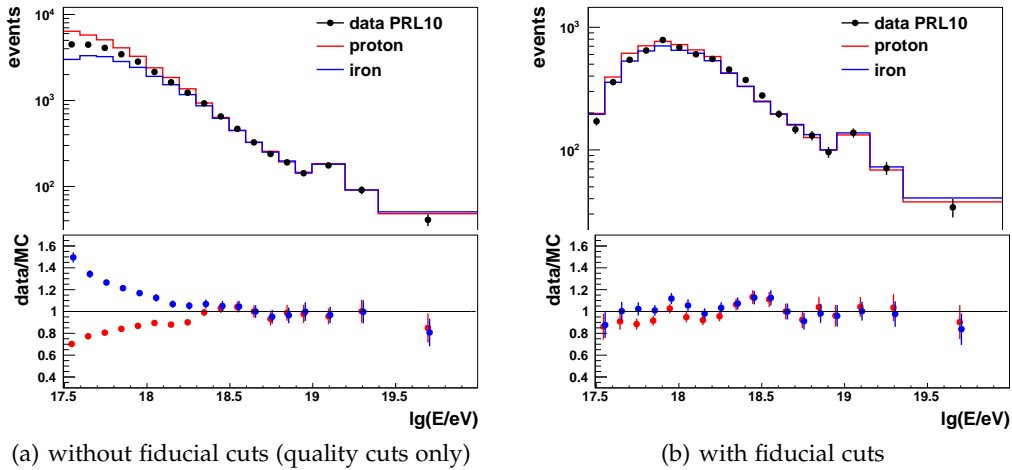 events
10⁴
10³
10²
data PRL10
proton
iron
data/MC
1.6
1.4
1.2
1
0.8
0.6
0.4
17.5 18 18.5 19 19.5
lg(E/eV)
(a) without fiducial cuts (quality cuts only)
events
10³
10²
data PRL10
proton
iron
data/MC
1.6
1.4
1.2
1
0.8
0.6
0.4
17.5 18 18.5 19 19.5
lg(E/eV)
(b) with fiducial cuts